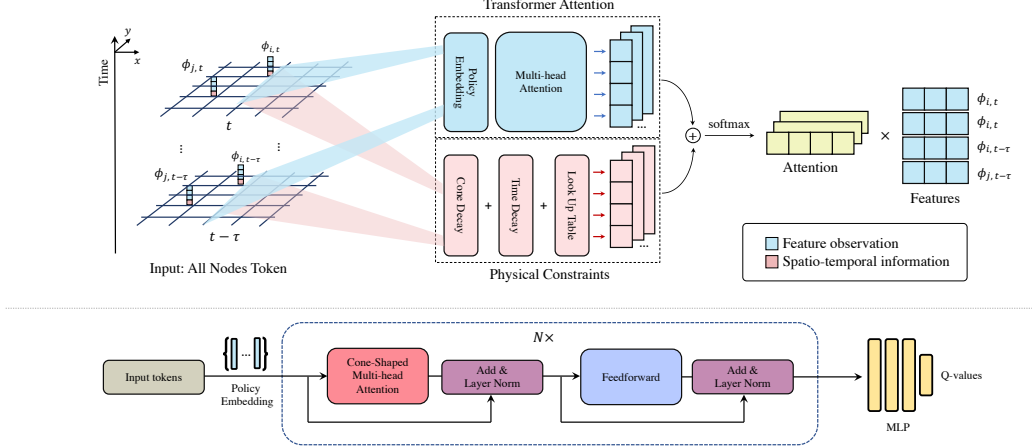 Transformer Attention
Time
y
x
ϕ_{i,t}
ϕ_{j,t}
t
⋮
⋮
ϕ_{i,t-τ}
ϕ_{j,t-τ}
t − τ
Input: All Nodes Token
Policy
Embedding
Multi-head
Attention
...
Cone Decay
+
Time Decay
+
Look Up Table
...
Physical Constraints
+
softmax
Attention
×
ϕ_{i,t}
ϕ_{i,t}
ϕ_{i,t-τ}
ϕ_{j,t-τ}
Features
Feature observation
Spatio-temporal information
Input tokens
{ ... }
Policy
Embedding
N×
Cone-Shaped
Multi-head
Attention
Add &
Layer Norm
Feedforward
Add &
Layer Norm
MLP
Q-values